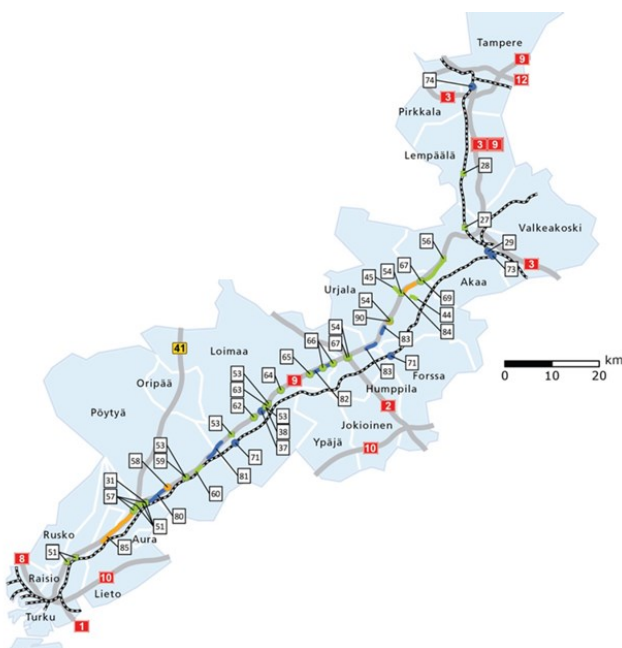 Tampere
9
12
74
3
Pirkkala
3 9
Lempäälä
28
27
Valkeakoski
56
29
54
67
45
73
3
Akaa
Urjala
69
54
44
84
90
54
83
66
67
71
41
Loimaa
65
83
km
0 10 20
53
64
9
Forssa
Oripää
63
82
Humppila
62
53
2
Pöytyä
53
38
Jokioinen
37
Ypäjä
10
53
71
58
59
81
31
60
57
80
51
Rusko
51
85
Aura
8
Raisio
10
Lieto
Turku
1